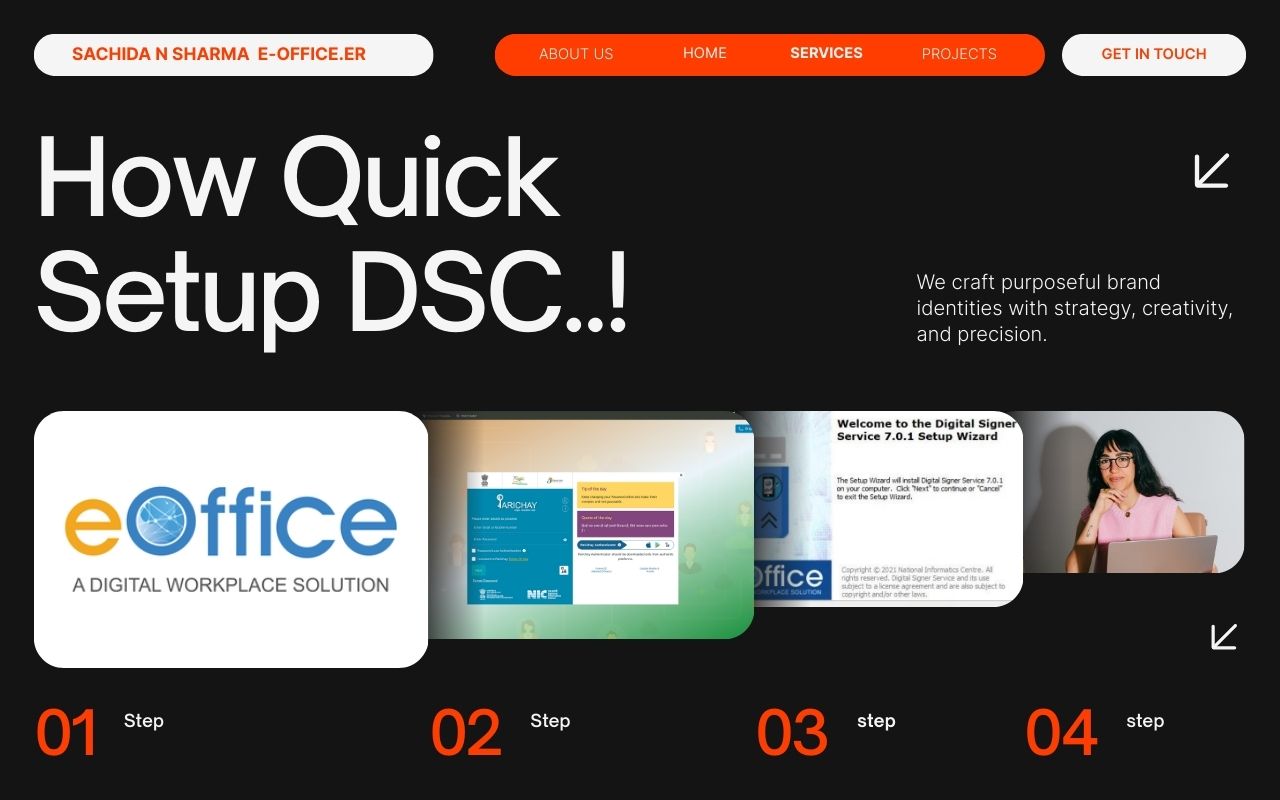 SACHIDA N SHARMA E-OFFICE.ER
ABOUT US
HOME
SERVICES
PROJECTS
GET IN TOUCH
How Quick
Setup DSC..!
We craft purposeful brand
identities with strategy, creativity,
and precision.
eOffice
A DIGITAL WORKPLACE SOLUTION
PARICHAY
Tip of the day
Quote of the day
NIC
Welcome to the Digital Signer
Service 7.0.1 Setup Wizard
The Setup Wizard will install Digital Signer Service 7.0.1
on your computer. Click "Next" to continue or "Cancel"
to exit the Setup Wizard.
Office
WORKPLACE SOLUTION
Copyright © 2021 National Informatics Centre. All
rights reserved. Digital Signer Service and its use
subject to a license agreement and are also subject to
copyright and/or other laws.
01 Step
02 Step
03 step
04 step